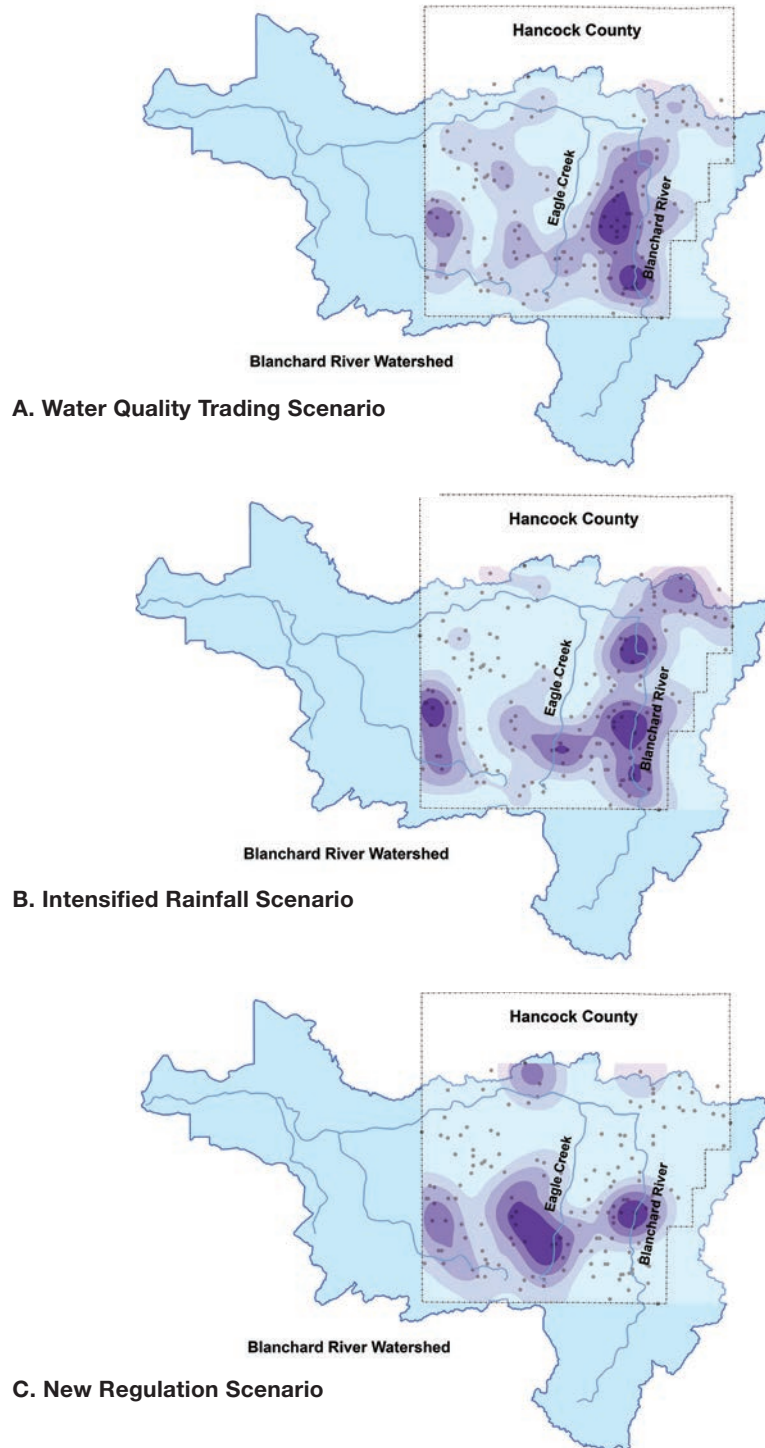 Hancock County
Eagle Creek
Blanchard River
Blanchard River Watershed
A. Water Quality Trading Scenario
Hancock County
Eagle Creek
Blanchard River
Blanchard River Watershed
B. Intensified Rainfall Scenario
Hancock County
Eagle Creek
Blanchard River
Blanchard River Watershed
C. New Regulation Scenario